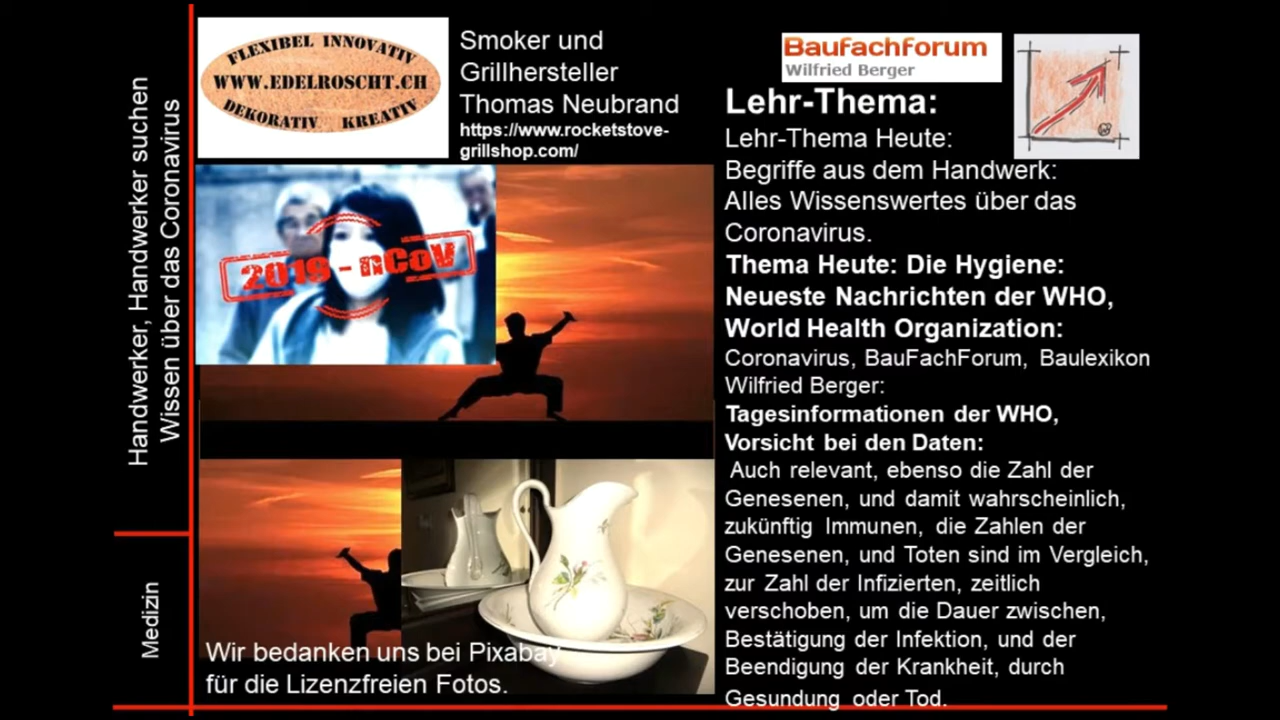 Handwerker, Handwerker suchen
Wissen über das Coronavirus
Medizin
FLEXIBEL INNOVATIV
WWW.EDELROSCHT.CH
DEKORATIV KREATIV
Smoker und
Grillhersteller
Thomas Neubrand
https://www.rocketstove-
grillshop.com/
2019 - nCoV
Wir bedanken uns bei Pixabay
für die Lizenzfreien Fotos.
BauFachForum
Wilfried Berger
Lehr-Thema:
Lehr-Thema Heute:
Begriffe aus dem Handwerk:
Alles Wissenswertes über das
Coronavirus.
Thema Heute: Die Hygiene:
Neueste Nachrichten der WHO,
World Health Organization:
Coronavirus, BauFachForum, Baulexikon
Wilfried Berger:
Tagesinformationen der WHO,
Vorsicht bei den Daten:
Auch relevant, ebenso die Zahl der
Genesenen, und damit wahrscheinlich,
zukünftig Immunen, die Zahlen der
Genesenen, und Toten sind im Vergleich,
zur Zahl der Infizierten, zeitlich
verschoben, um die Dauer zwischen,
Bestätigung der Infektion, und der
Beendigung der Krankheit, durch
Gesundung oder Tod.